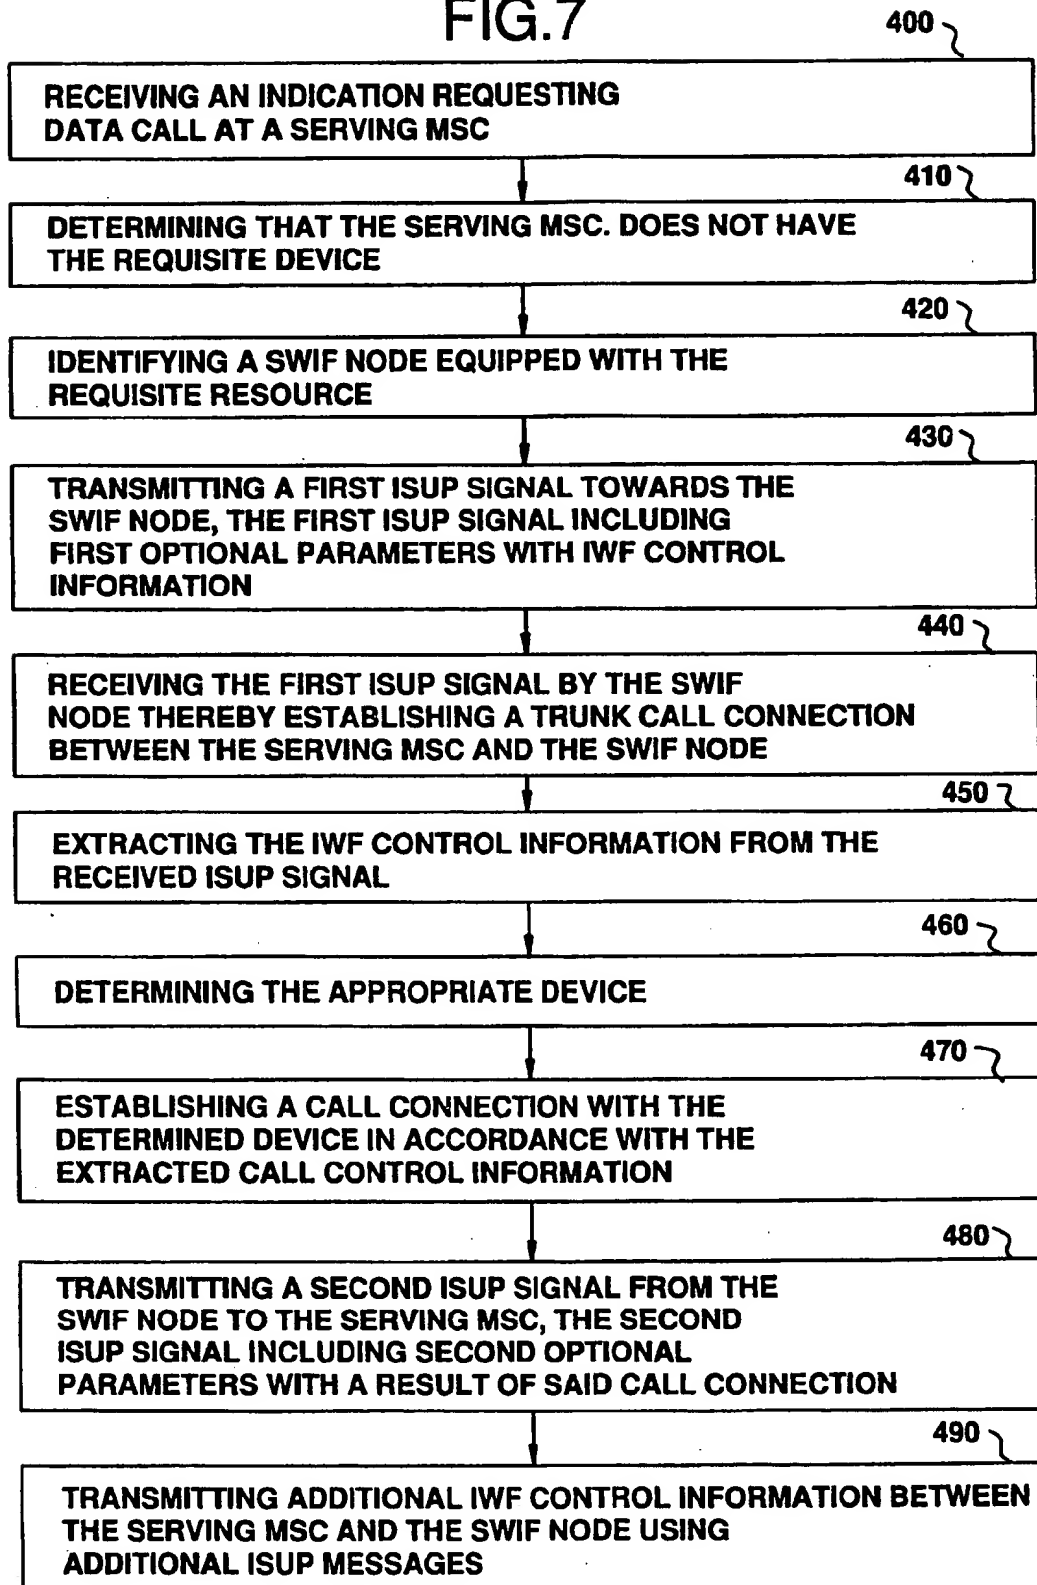 FIG.7
400
RECEIVING AN INDICATION REQUESTING
DATA CALL AT A SERVING MSC
410
DETERMINING THAT THE SERVING MSC. DOES NOT HAVE
THE REQUISITE DEVICE
420
IDENTIFYING A SWIF NODE EQUIPPED WITH THE
REQUISITE RESOURCE
430
TRANSMITTING A FIRST ISUP SIGNAL TOWARDS THE
SWIF NODE, THE FIRST ISUP SIGNAL INCLUDING
FIRST OPTIONAL PARAMETERS WITH IWF CONTROL
INFORMATION
440
RECEIVING THE FIRST ISUP SIGNAL BY THE SWIF
NODE THEREBY ESTABLISHING A TRUNK CALL CONNECTION
BETWEEN THE SERVING MSC AND THE SWIF NODE
450
EXTRACTING THE IWF CONTROL INFORMATION FROM THE
RECEIVED ISUP SIGNAL
460
DETERMINING THE APPROPRIATE DEVICE
470
ESTABLISHING A CALL CONNECTION WITH THE
DETERMINED DEVICE IN ACCORDANCE WITH THE
EXTRACTED CALL CONTROL INFORMATION
480
TRANSMITTING A SECOND ISUP SIGNAL FROM THE
SWIF NODE TO THE SERVING MSC, THE SECOND
ISUP SIGNAL INCLUDING SECOND OPTIONAL
PARAMETERS WITH A RESULT OF SAID CALL CONNECTION
490
TRANSMITTING ADDITIONAL IWF CONTROL INFORMATION BETWEEN
THE SERVING MSC AND THE SWIF NODE USING
ADDITIONAL ISUP MESSAGES